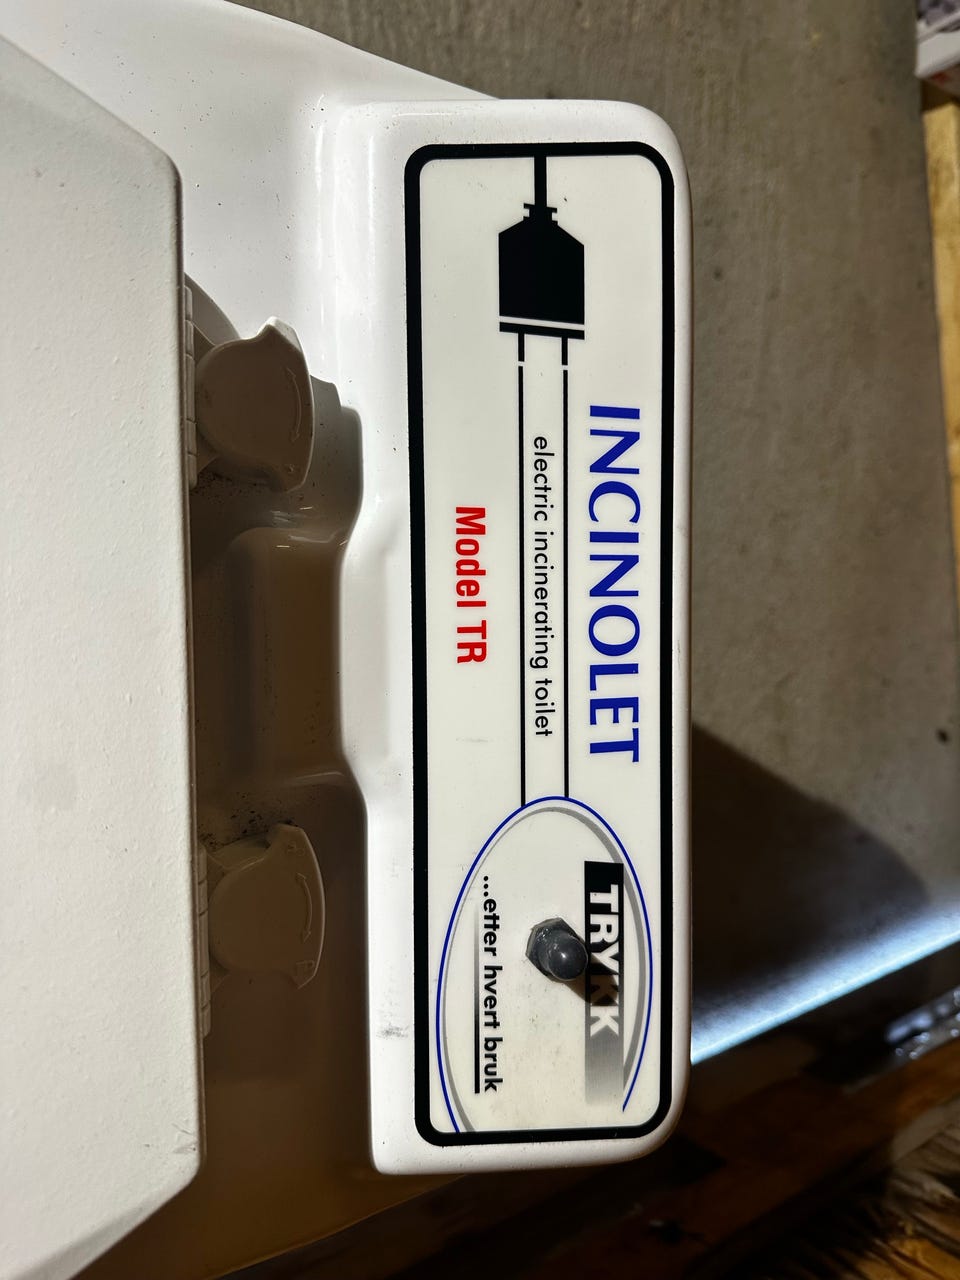 INCINOLET
electric incinerating toilet
Model TR
TRYKK
...etter hvert bruk